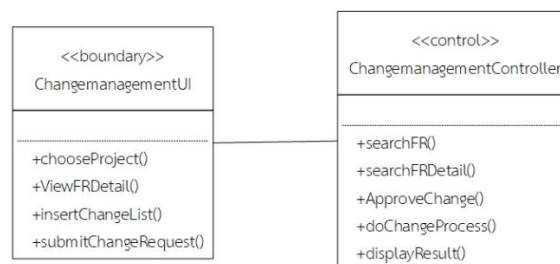 <<boundary>>
ChangemanagementUI
+chooseProject()
+ViewFRDetail()
+insertChangeList()
+submitChangeRequest()
<<control>>
ChangemanagementController
+searchFR()
+searchFRDetail()
+ApproveChange()
+doChangeProcess()
+displayResult()